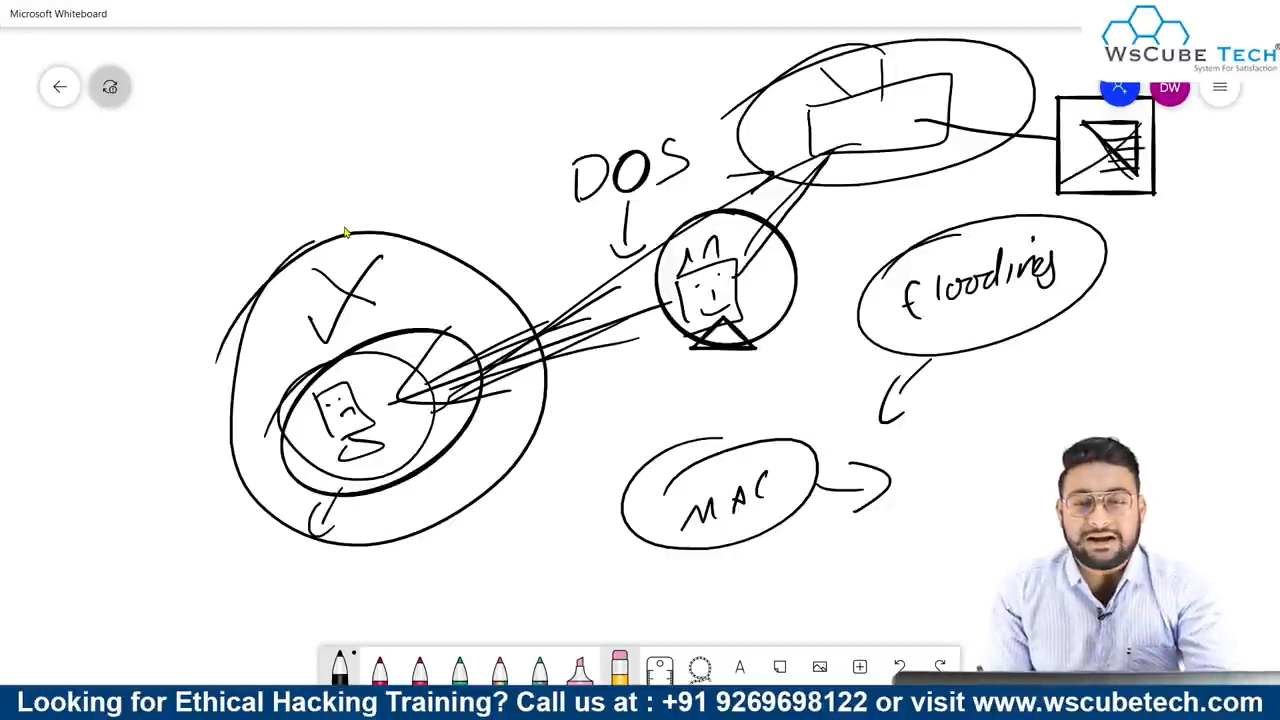 Microsoft Whiteboard
WsCUBE TECH
System For Satisfaction
DW
DOS
flooding
MAC
A
Looking for Ethical Hacking Training? Call us at : +91 9269698122 or visit www.wscubetech.com